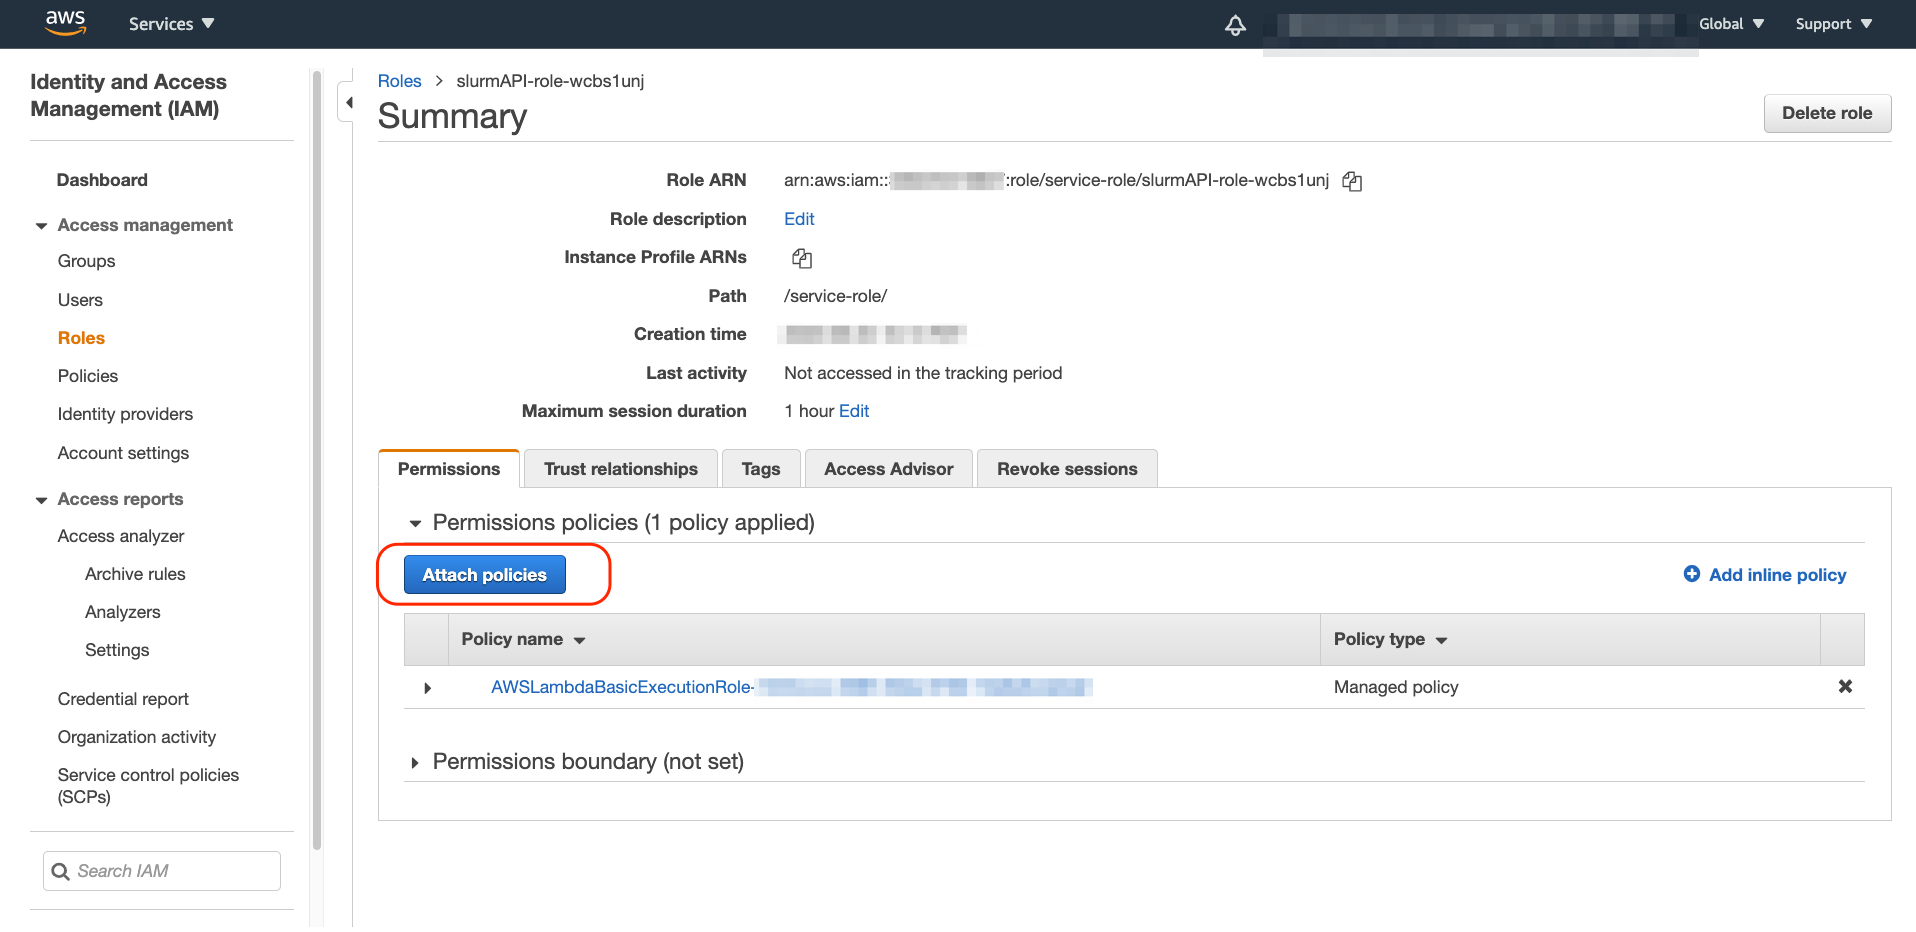 aws
Services
Global
Support
Identity and Access
Management (IAM)
Dashboard
Access management
Groups
Users
Roles
Policies
Identity providers
Account settings
Access reports
Access analyzer
Archive rules
Analyzers
Settings
Credential report
Organization activity
Service control policies
(SCPs)
Search IAM
Roles > slurmAPI-role-wcbs1unj
Summary
Delete role
Role ARN arn:aws:iam:: :role/service-role/slurmAPI-role-wcbs1unj
Role description Edit
Instance Profile ARNs
Path /service-role/
Creation time
Last activity Not accessed in the tracking period
Maximum session duration 1 hour Edit
Permissions Trust relationships Tags Access Advisor Revoke sessions
Permissions policies (1 policy applied)
Attach policies
Add inline policy
Policy name Policy type
AWSLambdaBasicExecutionRole- Managed policy
Permissions boundary (not set)